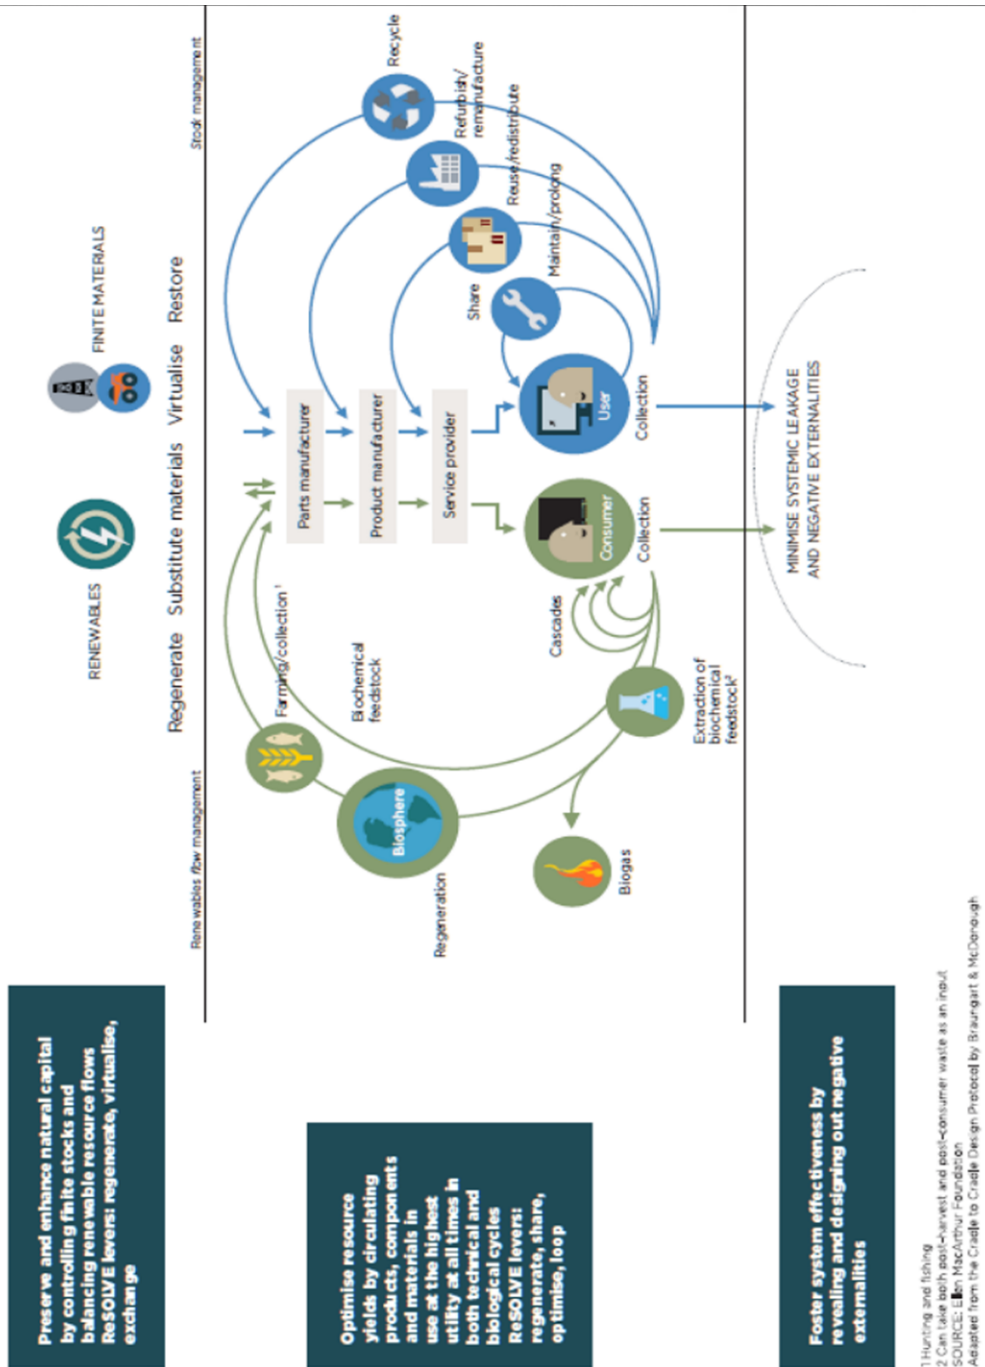 Preserve and enhance natural capital
by controlling finite stocks and
balancing renewable resource flows
ReSOLVE levers: regenerate, virtualise,
exchange
RENEWABLES
FINITE MATERIALS
Regenerate Substitute materials Virtualise Restore
Renewables flow management
Stock management
Farming/collection¹
Biochemical
feedstock
Regeneration
Biosphere
Biogas
Cascades
Extraction of
biochemical
feedstock²
Parts manufacturer
Product manufacturer
Service provider
Consumer
User
Collection
Collection
Share
Maintain/prolong
Reuse/redistribute
Refurbish/
remanufacture
Recycle
Optimise resource
yields by circulating
products, components
and materials in
use at the highest
utility at all times in
both technical and
biological cycles
ReSOLVE levers:
regenerate, share,
optimise, loop
MINIMISE SYSTEMIC LEAKAGE
AND NEGATIVE EXTERNALITIES
Foster system effectiveness by
revealing and designing out negative
externalities
1 Hunting and fishing
2 Can take both post-harvest and post-consumer waste as an input
SOURCE: Ellen MacArthur Foundation
Adapted from the Cradle to Cradle Design Protocol by Braungart & McDonough